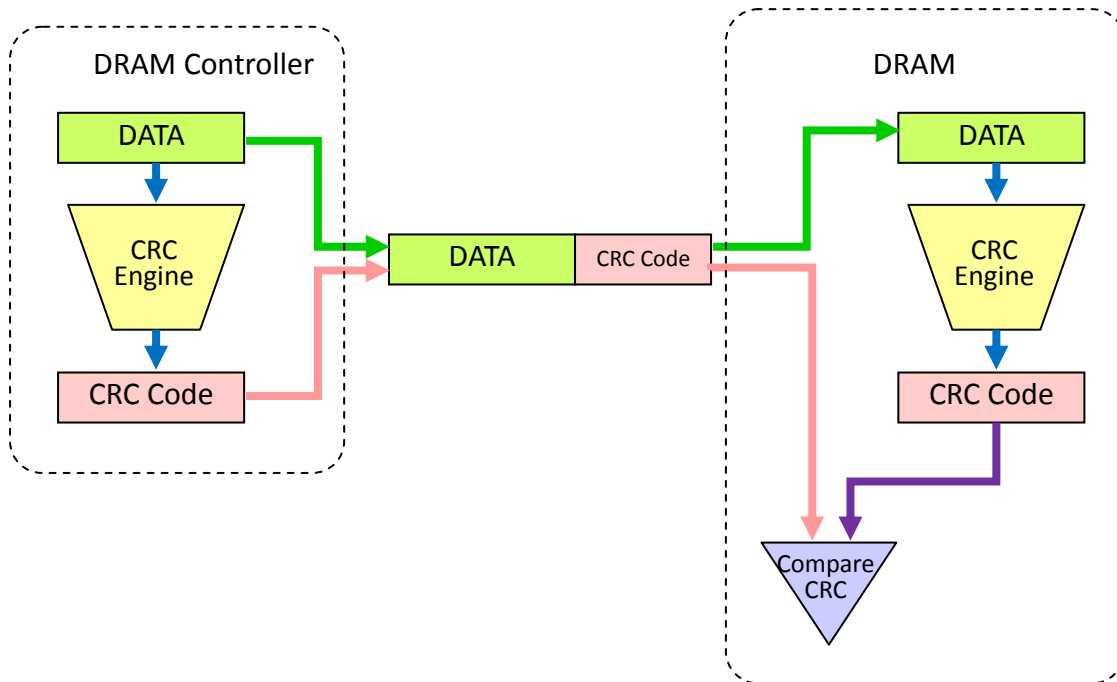 DRAM Controller
DATA
CRC
Engine
CRC Code
DATA
CRC Code
DRAM
DATA
CRC
Engine
CRC Code
Compare
CRC